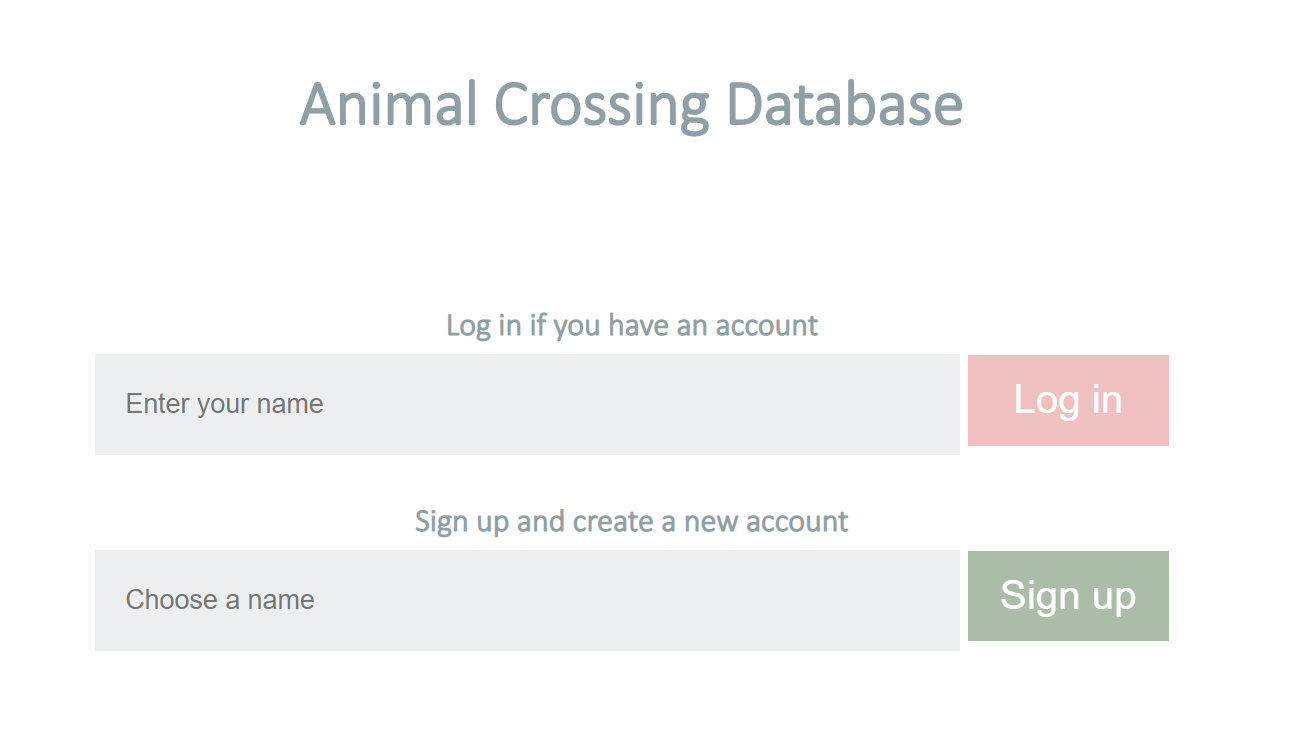 Animal Crossing Database
Log in if you have an account
Enter your name
Log in
Sign up and create a new account
Choose a name
Sign up